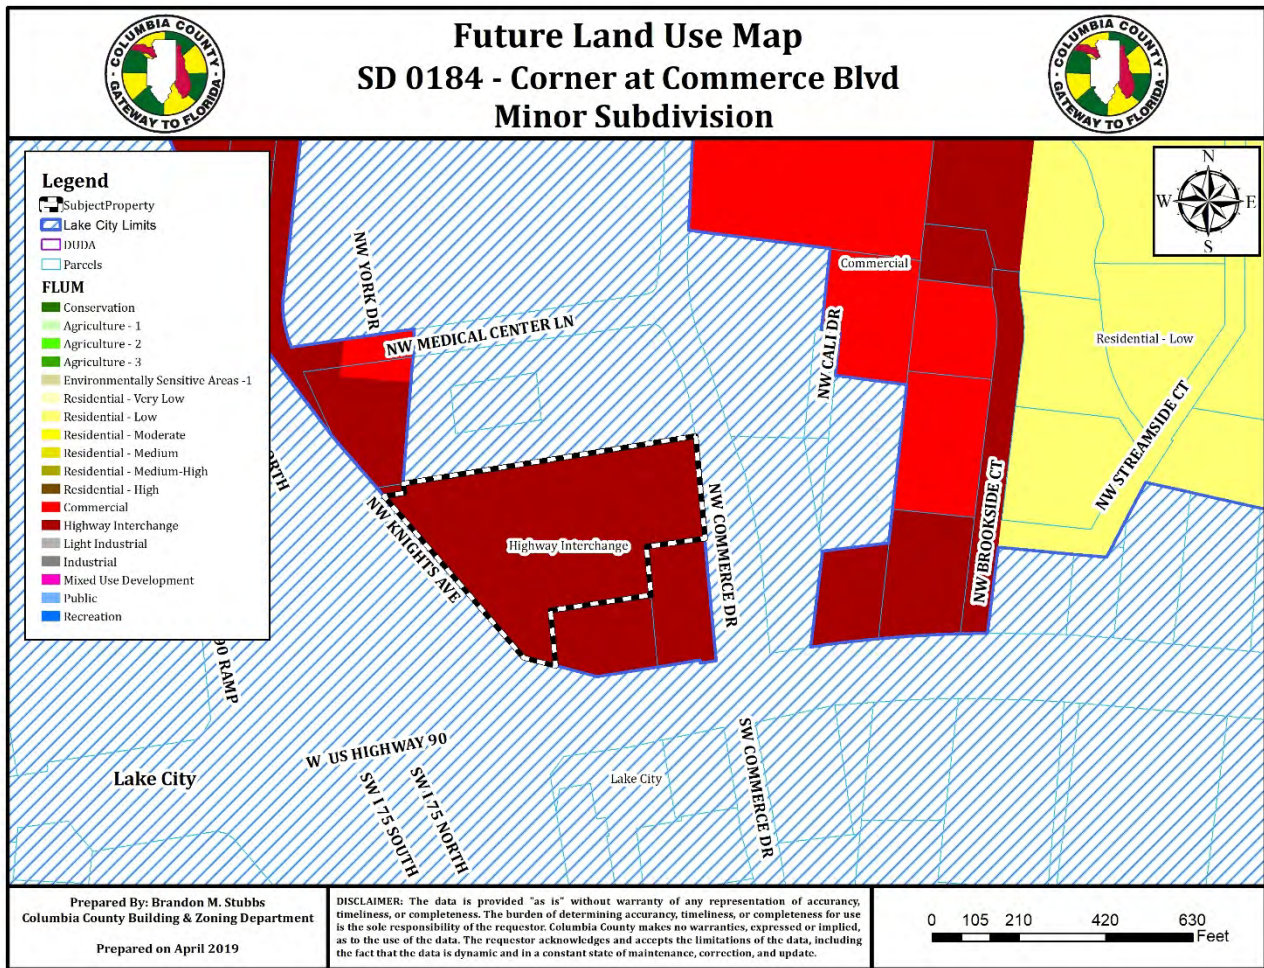 COLUMBIA COUNTY
GATEWAY TO FLORIDA
Future Land Use Map
SD 0184 - Corner at Commerce Blvd
Minor Subdivision
COLUMBIA COUNTY
GATEWAY TO FLORIDA
Legend
SubjectProperty
Lake City Limits
DUDA
Parcels
FLUM
Conservation
Agriculture - 1
Agriculture - 2
Agriculture - 3
Environmentally Sensitive Areas -1
Residential - Very Low
Residential - Low
Residential - Moderate
Residential - Medium
Residential - Medium-High
Residential - High
Commercial
Highway Interchange
Light Industrial
Industrial
Mixed Use Development
Public
Recreation
N
W
E
S
NW YORK DR
NW MEDICAL CENTER LN
Commercial
NW CALI DR
Residential - Low
NW STREAMSIDE CT
NW BROOKSIDE CT
ORTH
NW KNIGHTS AVE
Highway Interchange
NW COMMERCE DR
90 RAMP
W US HIGHWAY 90
Lake City
SW I 75 SOUTH
SW I 75 NORTH
Lake City
SW COMMERCE DR
Prepared By: Brandon M. Stubbs
Columbia County Building & Zoning Department
Prepared on April 2019
DISCLAIMER: The data is provided "as is" without warranty of any representation of accurancy,
timeliness, or completeness. The burden of determining accurancy, timeliness, or completeness for use
is the sole responsibility of the requestor. Columbia County makes no warranties, expressed or implied,
as to the use of the data. The requestor acknowledges and accepts the limitations of the data, including
the fact that the data is dynamic and in a constant state of maintenance, correction, and update.
0 105 210 420 630
Feet